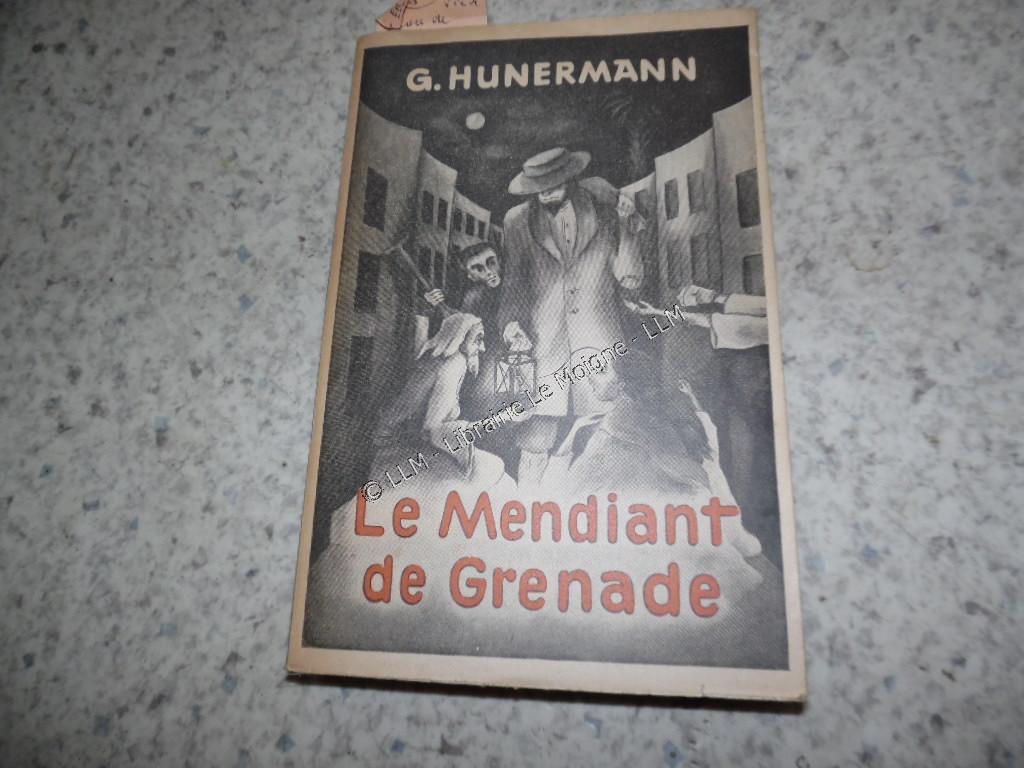 G. HUNERMANN
© LLM - Librairie Le Moigne - LLM
Le Mendiant
de Grenade